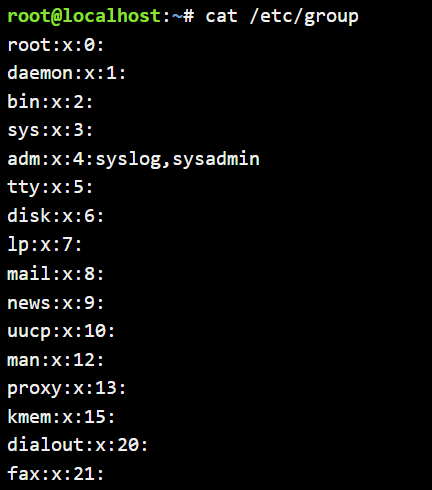 root@localhost:~# cat /etc/group
root:x:0:
daemon:x:1:
bin:x:2:
sys:x:3:
adm:x:4:syslog,sysadmin
tty:x:5:
disk:x:6:
lp:x:7:
mail:x:8:
news:x:9:
uucp:x:10:
man:x:12:
proxy:x:13:
kmem:x:15:
dialout:x:20:
fax:x:21: